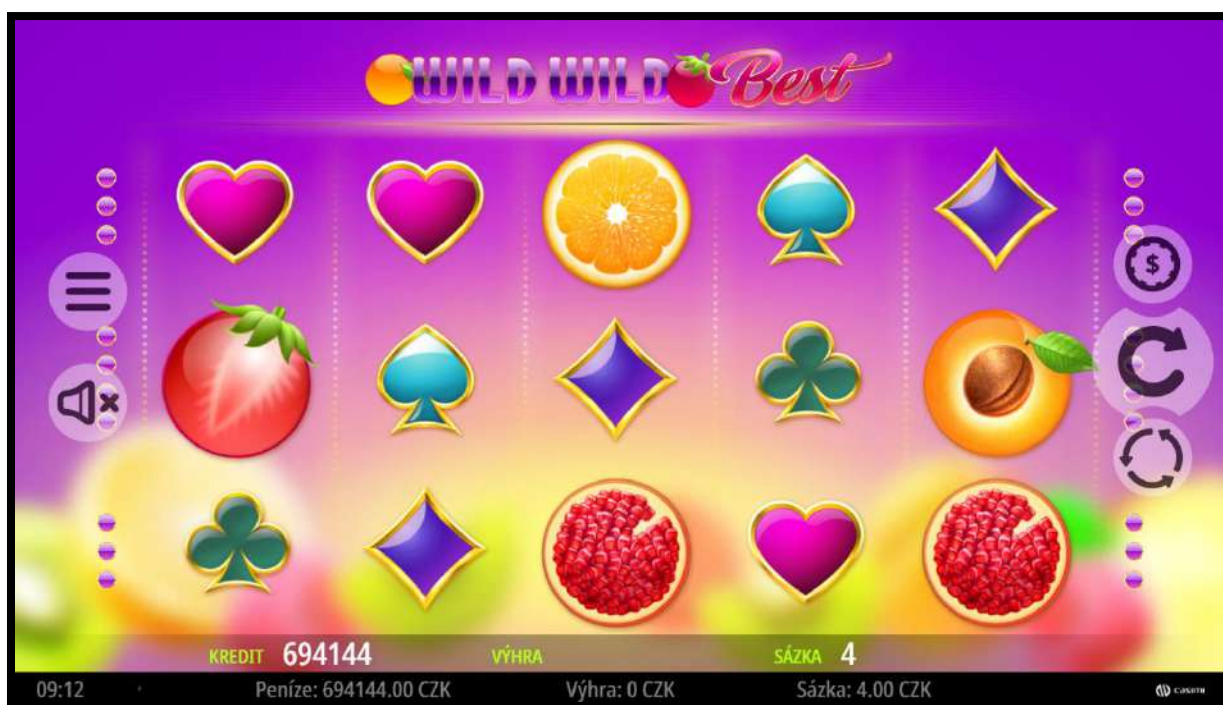 WILD WILD Best
$
KREDIT 694144 VÝHRA SÁZKA 4
09:12 Peníze: 694144.00 CZK Výhra: 0 CZK Sázka: 4.00 CZK